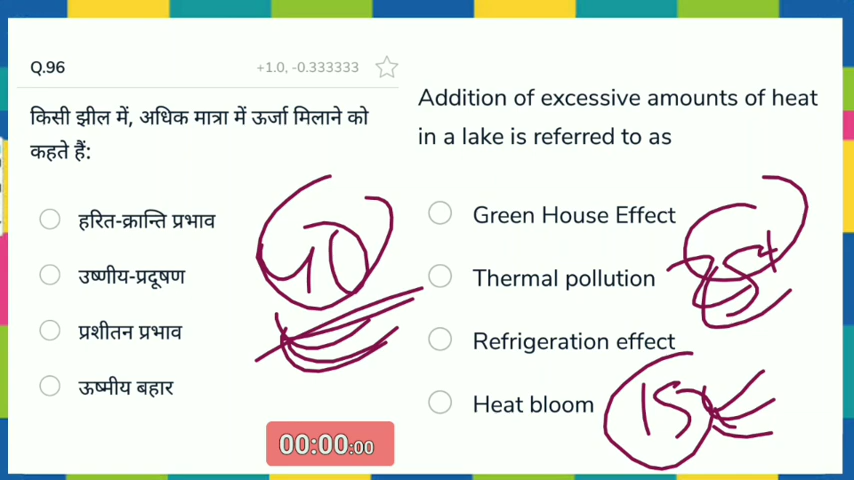 Q.96
+1.0, -0.333333
किसी झील में, अधिक मात्रा में ऊर्जा मिलाने को
कहते हैं:
हरित-क्रान्ति प्रभाव
उष्णीय-प्रदूषण
प्रशीतन प्रभाव
ऊष्मीय बहार
Addition of excessive amounts of heat
in a lake is referred to as
Green House Effect
Thermal pollution
Refrigeration effect
Heat bloom
10
15
00:00:00